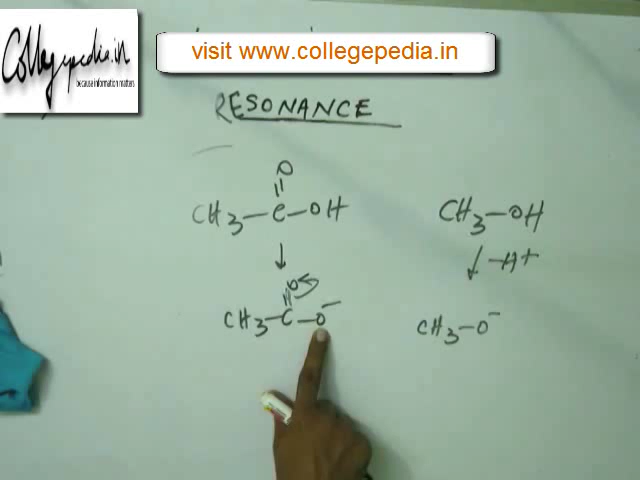 Collegepedia.in
because information matters
visit www.collegepedia.in
RESONANCE
O
||
CH3-C-OH
CH3-OH
-H+
O
||
CH3-C-O-
CH3-O-